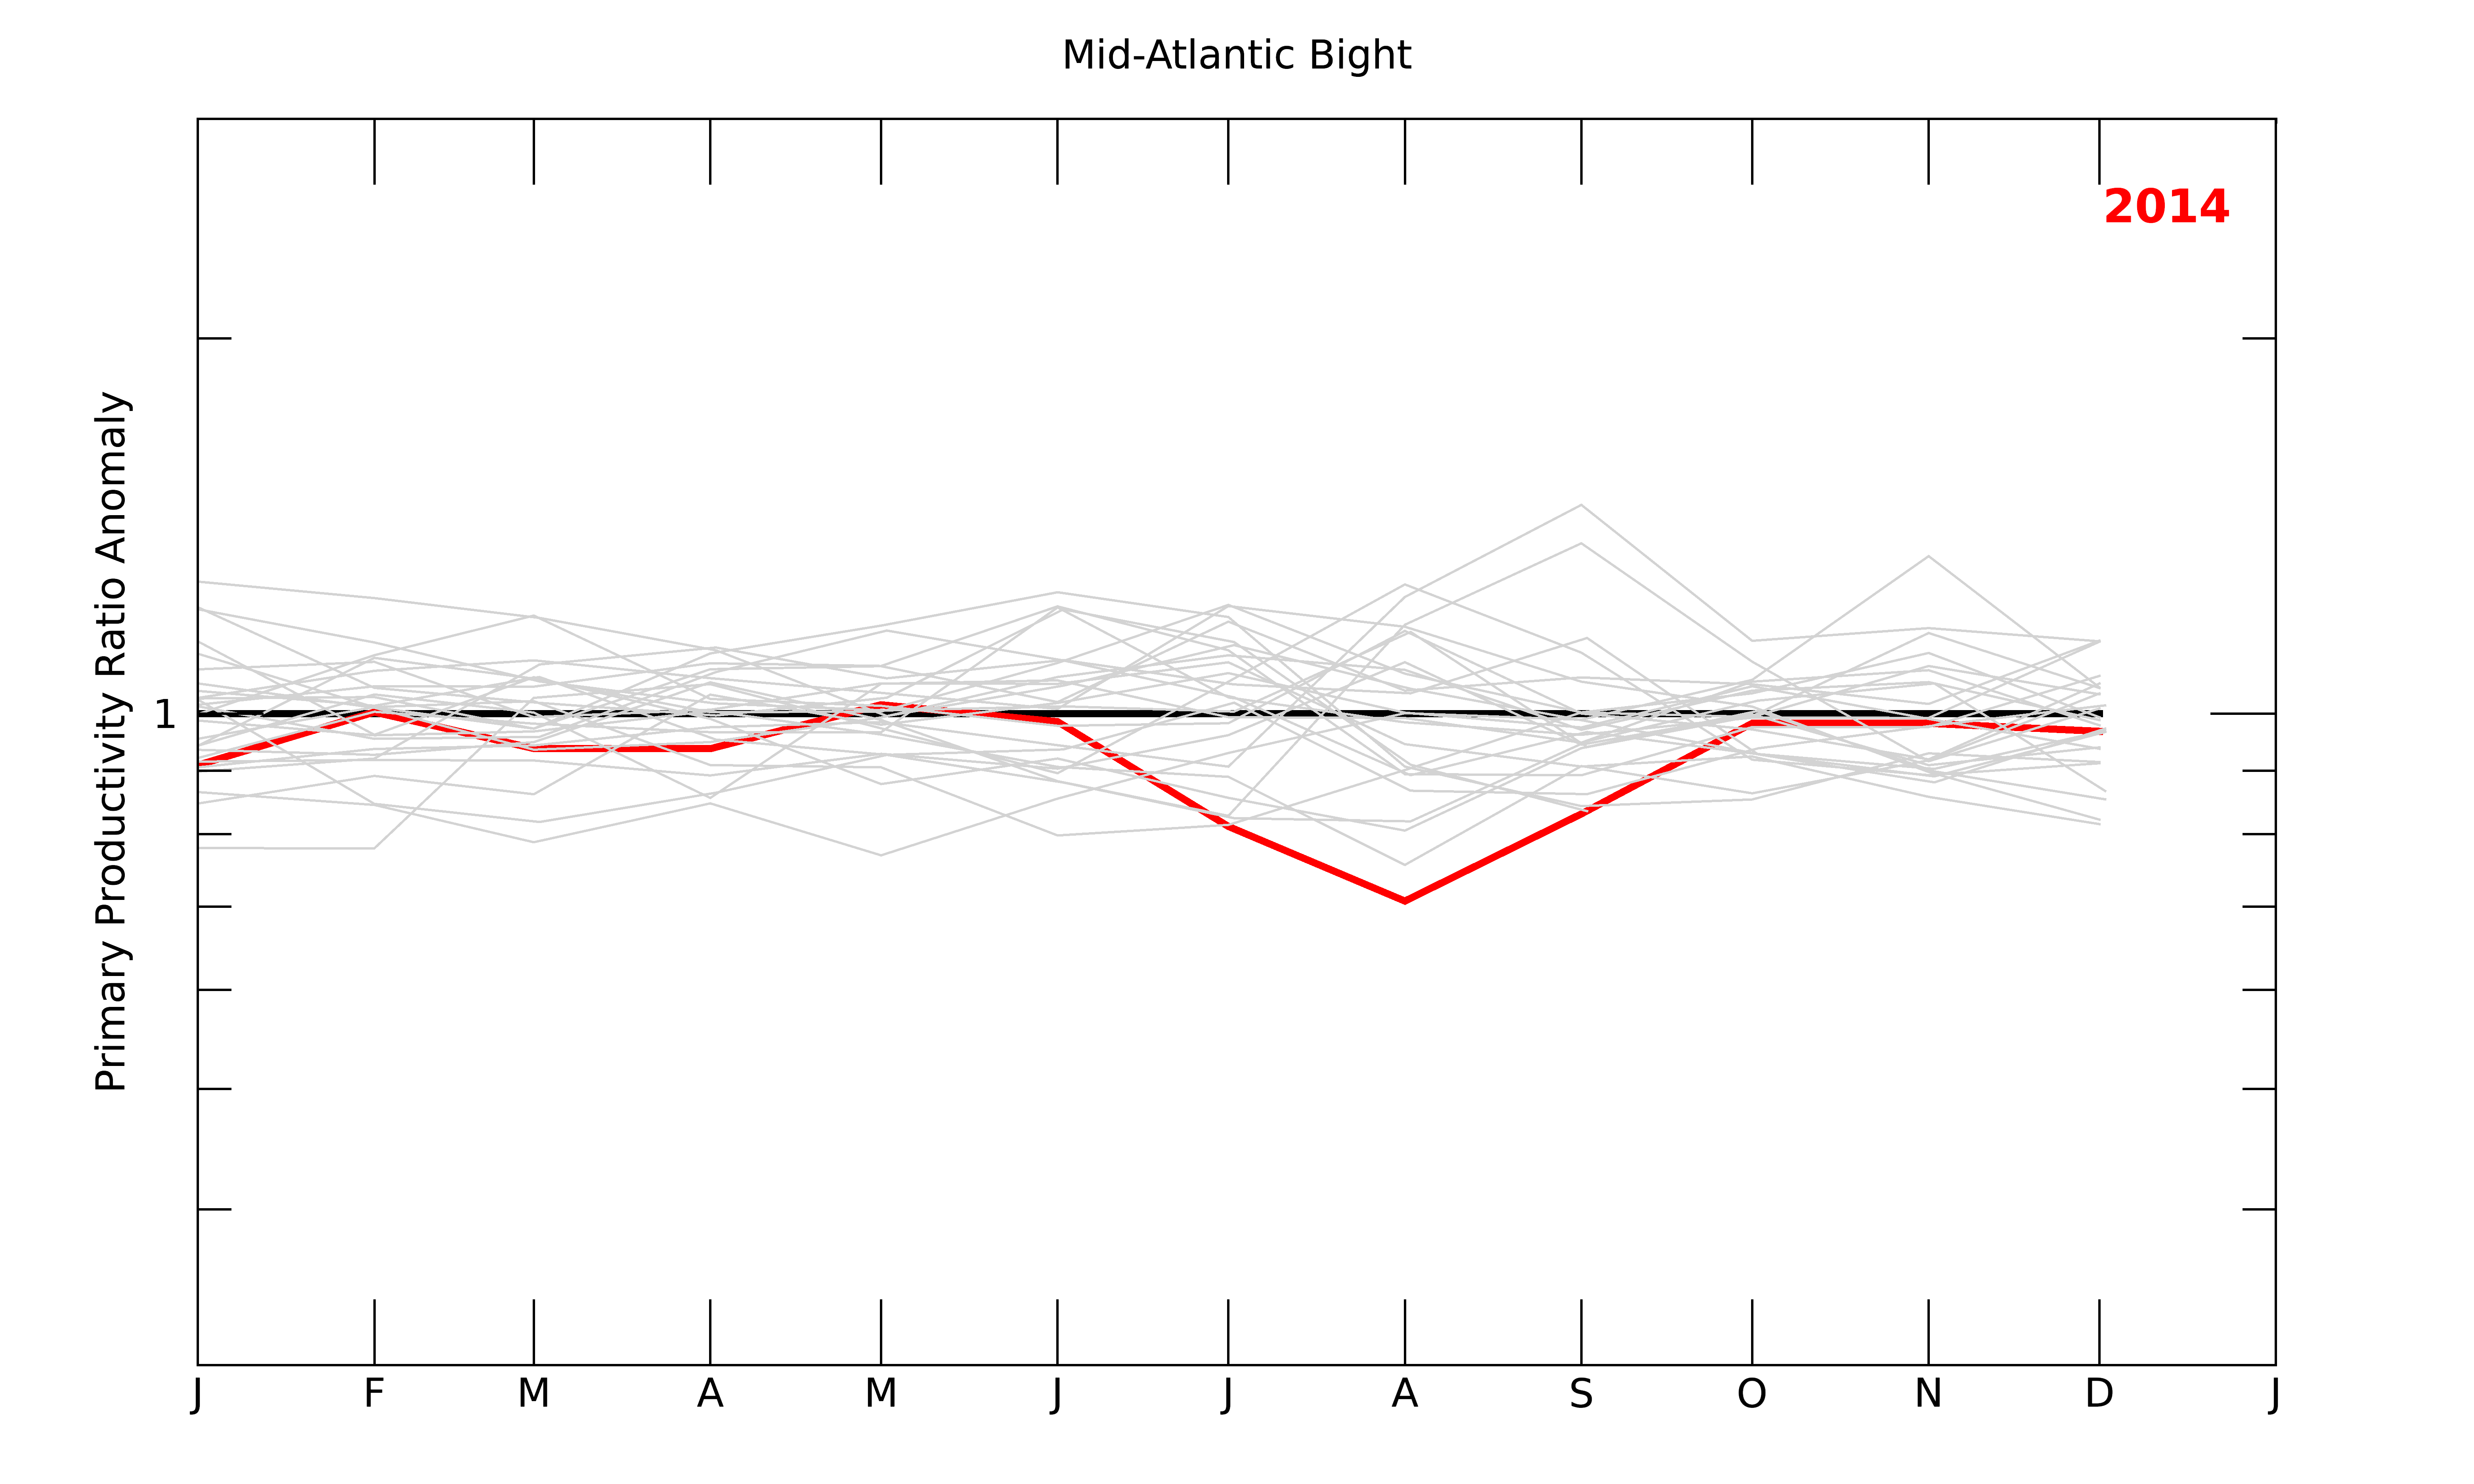 Mid-Atlantic Bight
2014
Primary Productivity Ratio Anomaly
1
J F M A M J J A S O N D J